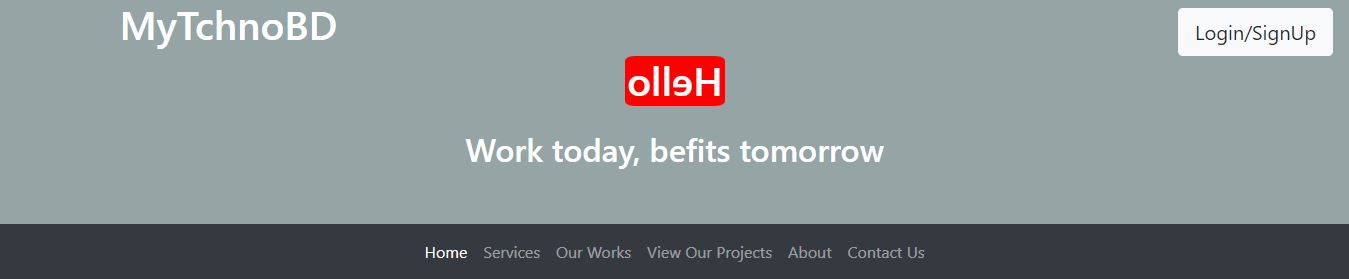 MyTchnoBD
Login/SignUp
Hello
Work today, befits tomorrow
Home Services Our Works View Our Projects About Contact Us